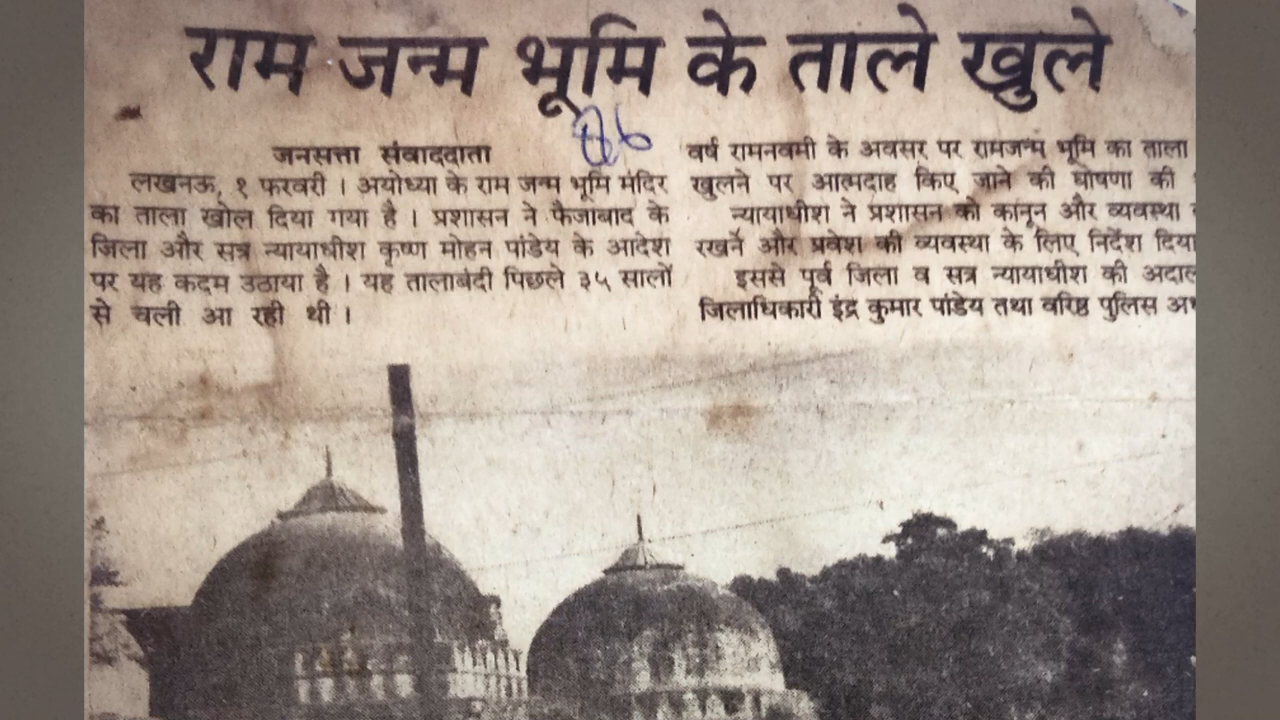 राम जन्म भूमि के ताले खुले
86
जनसत्ता संवाददाता
लखनऊ, १ फरवरी । अयोध्या के राम जन्म भूमि मंदिर
का ताला खोल दिया गया है । प्रशासन ने फैजाबाद के
जिला और सत्र न्यायाधीश कृष्ण मोहन पांडेय के आदेश
पर यह कदम उठाया है । यह तालाबंदी पिछले ३५ सालों
से चली आ रही थी ।
वर्ष रामनवमी के अवसर पर रामजन्म भूमि का ताला
खुलने पर आत्मदाह किए जाने की घोषणा की
न्यायाधीश ने प्रशासन को कानून और व्यवस्था
रखने और प्रवेश की व्यवस्था के लिए निर्देश दिया
इससे पूर्व जिला व सत्र न्यायाधीश की
जिलाधिकारी इंद्र कुमार पांडेय तथा वरिष्ठ पुलिस